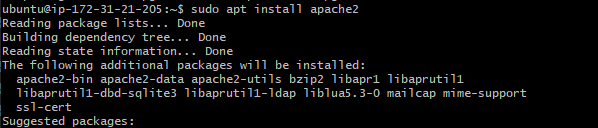 ubuntu@ip-172-31-21-205:~$ sudo apt install apache2
Reading package lists... Done
Building dependency tree... Done
Reading state information... Done
The following additional packages will be installed:
  apache2-bin apache2-data apache2-utils bzip2 libapr1 libaprutil1
  libaprutil1-dbd-sqlite3 libaprutil1-ldap liblua5.3-0 mailcap mime-support
  ssl-cert
Suggested packages: